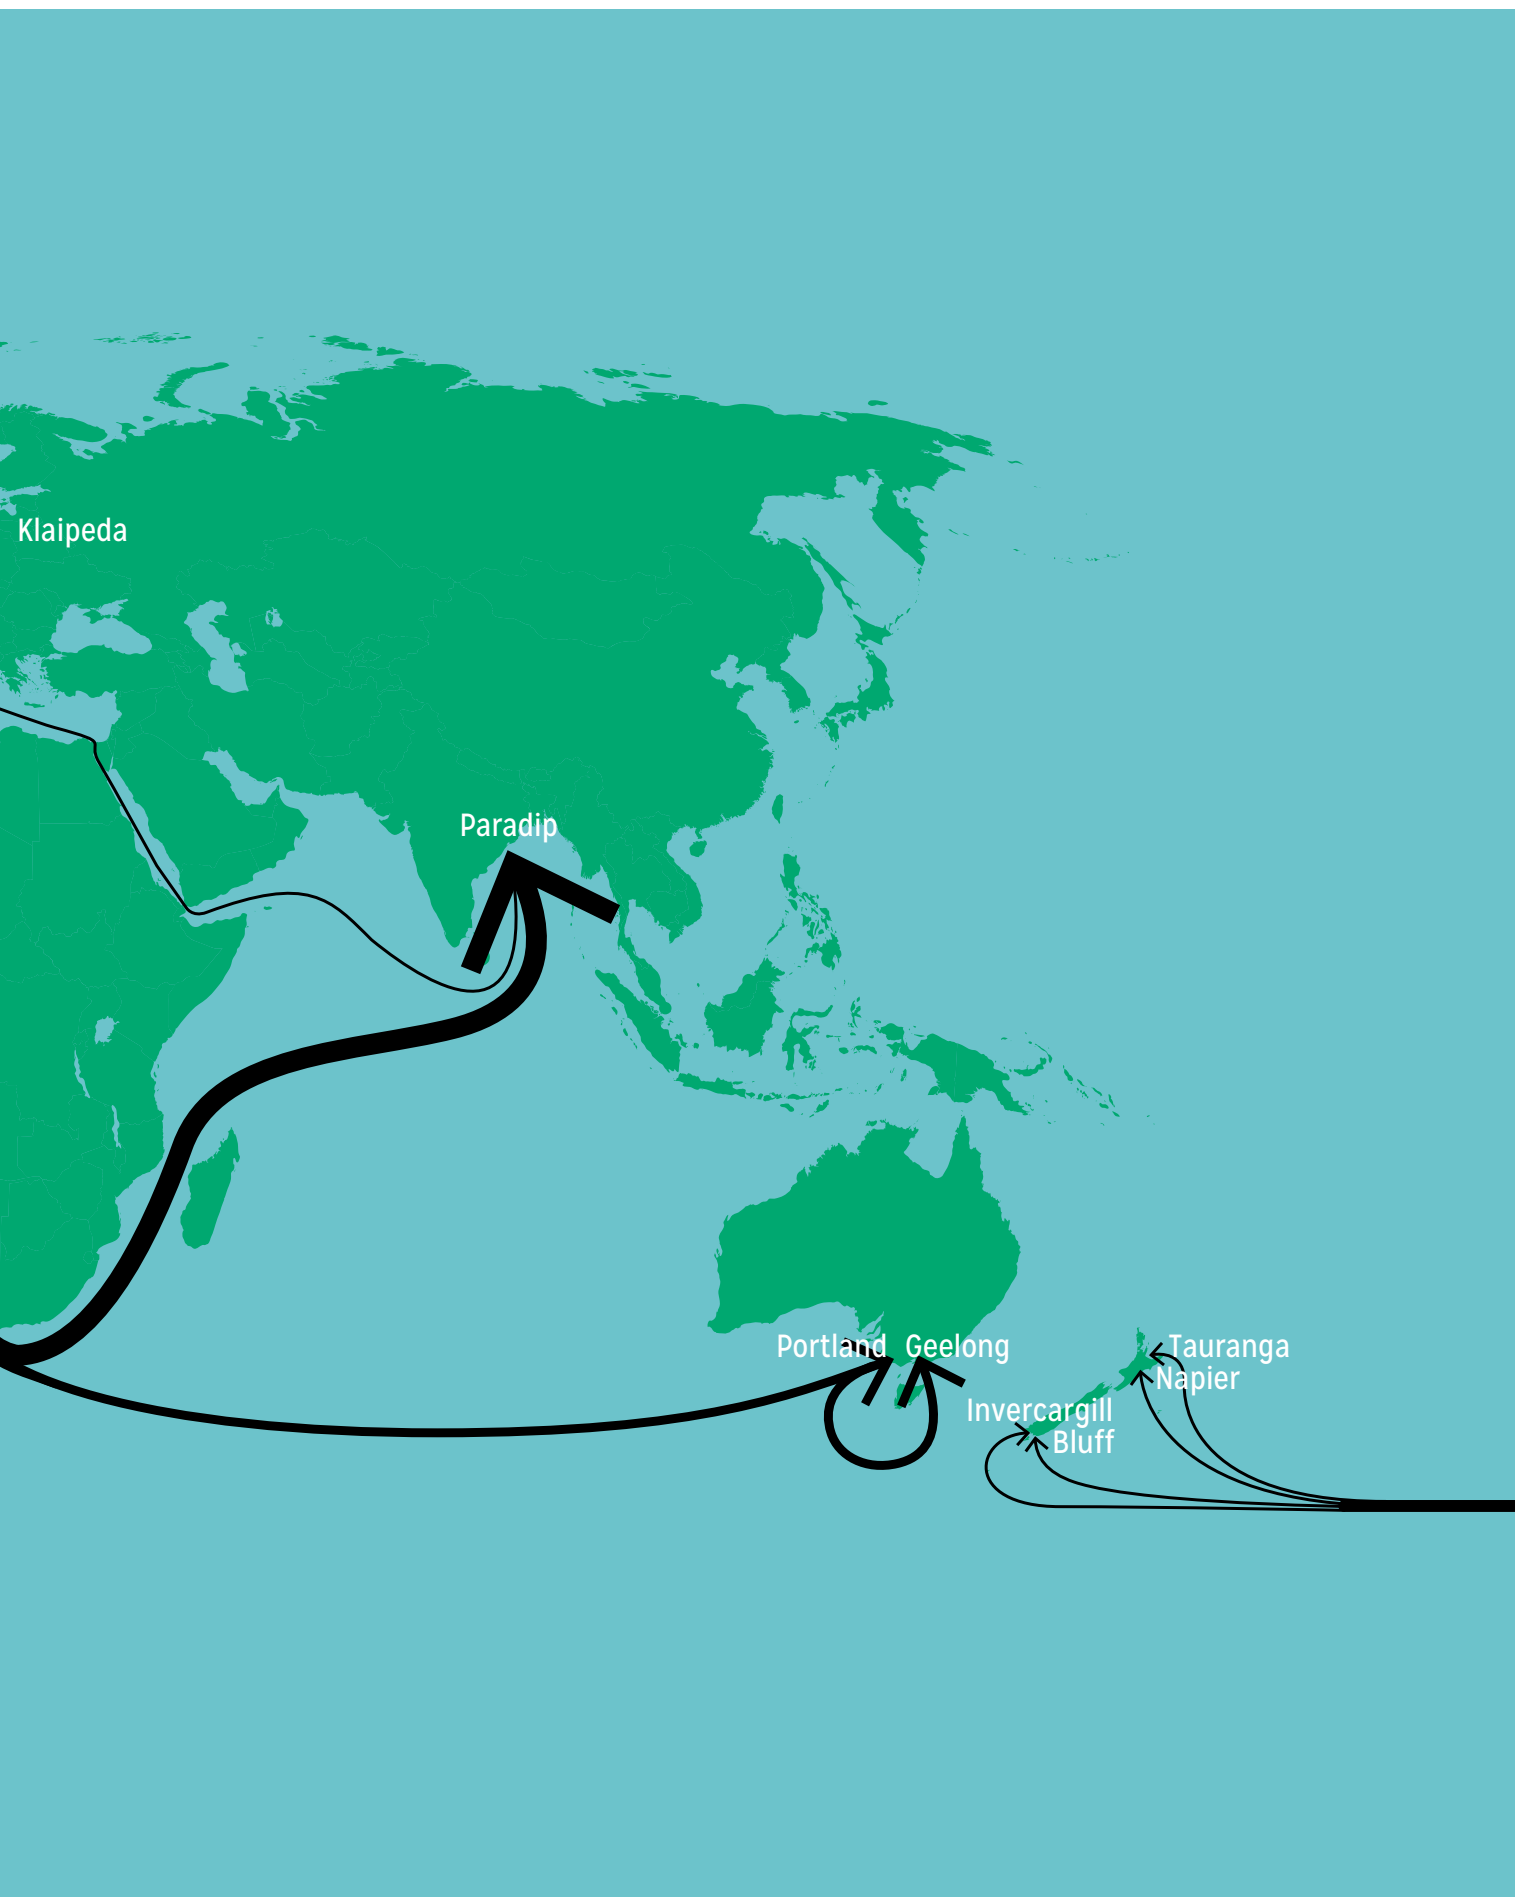 Klaipeda
Paradip
Portland
Geelong
Tauranga
Napier
Invercargill
Bluff